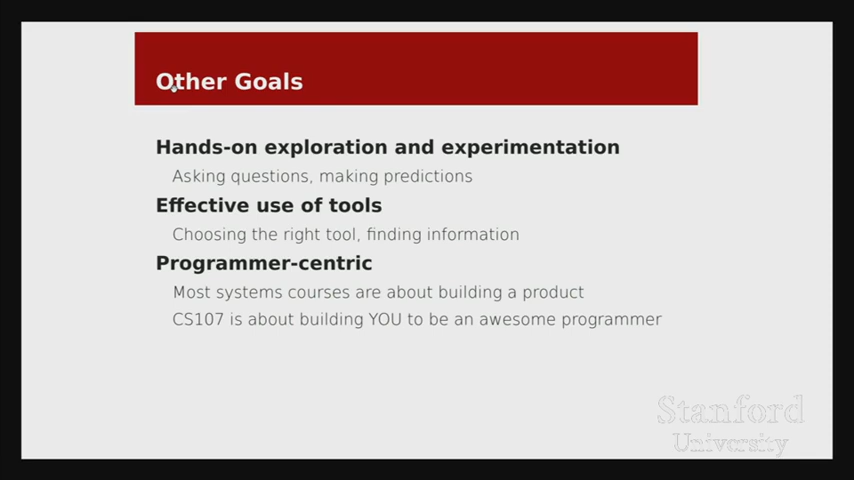 Other Goals
Hands-on exploration and experimentation
Asking questions, making predictions
Effective use of tools
Choosing the right tool, finding information
Programmer-centric
Most systems courses are about building a product
CS107 is about building YOU to be an awesome programmer
Stanford
University